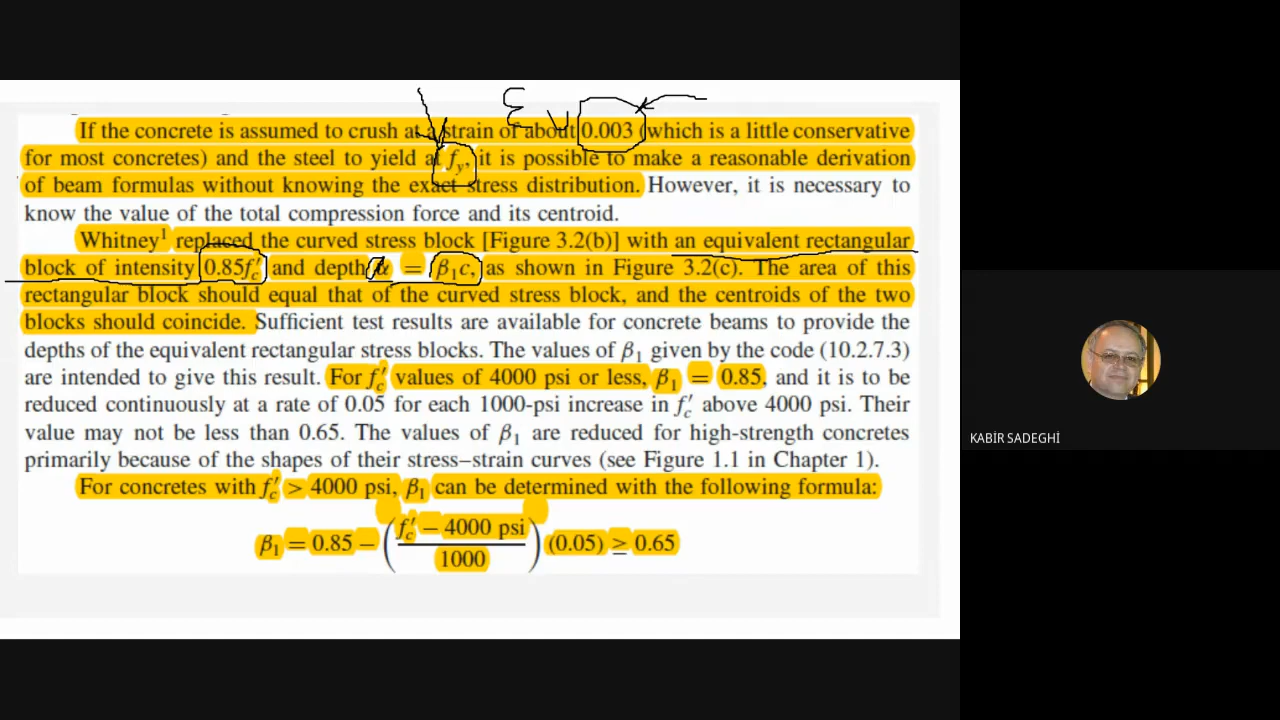 εu
If the concrete is assumed to crush at a strain of about 0.003 (which is a little conservative
for most concretes) and the steel to yield at fy, it is possible to make a reasonable derivation
of beam formulas without knowing the exact stress distribution. However, it is necessary to
know the value of the total compression force and its centroid.
Whitney¹ replaced the curved stress block [Figure 3.2(b)] with an equivalent rectangular
block of intensity 0.85f′c and depth a = β₁c, as shown in Figure 3.2(c). The area of this
rectangular block should equal that of the curved stress block, and the centroids of the two
blocks should coincide. Sufficient test results are available for concrete beams to provide the
depths of the equivalent rectangular stress blocks. The values of β₁ given by the code (10.2.7.3)
are intended to give this result. For f′c values of 4000 psi or less, β₁ = 0.85, and it is to be
reduced continuously at a rate of 0.05 for each 1000-psi increase in f′c above 4000 psi. Their
value may not be less than 0.65. The values of β₁ are reduced for high-strength concretes
primarily because of the shapes of their stress–strain curves (see Figure 1.1 in Chapter 1).
For concretes with f′c > 4000 psi, β₁ can be determined with the following formula:
β₁ = 0.85 − (f′c − 4000 psi / 1000) (0.05) ≥ 0.65
KABİR SADEGHİ